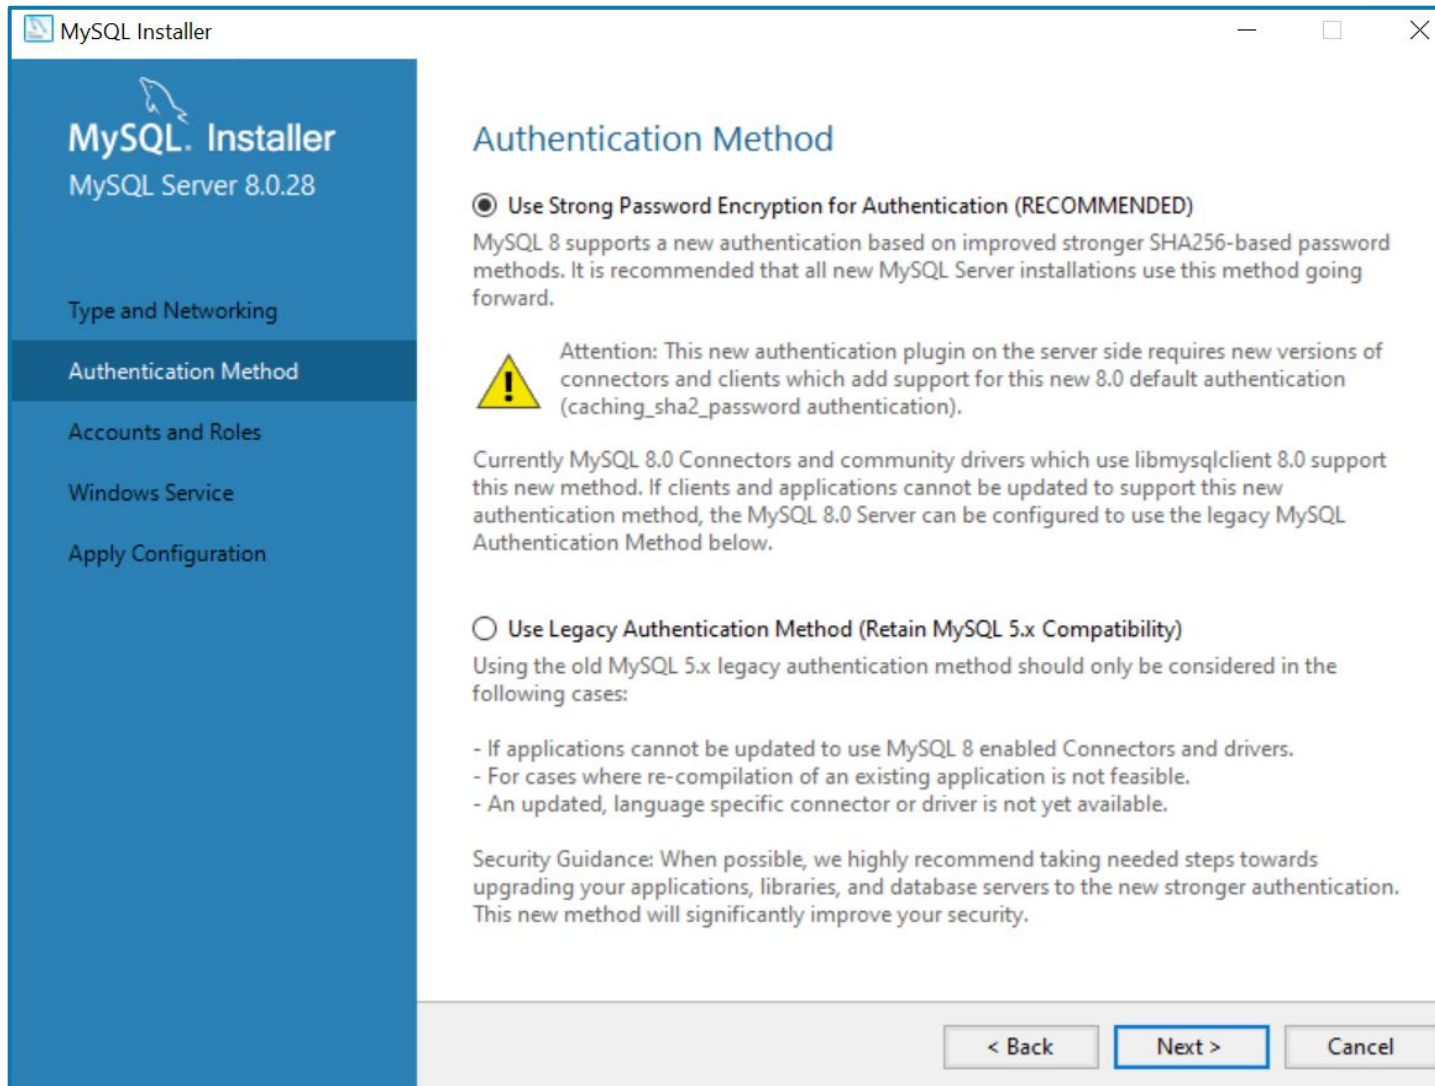 MySQL Installer
MySQL. Installer
MySQL Server 8.0.28
Type and Networking
Authentication Method
Accounts and Roles
Windows Service
Apply Configuration
Authentication Method
Use Strong Password Encryption for Authentication (RECOMMENDED)
MySQL 8 supports a new authentication based on improved stronger SHA256-based password
methods. It is recommended that all new MySQL Server installations use this method going
forward.
Attention: This new authentication plugin on the server side requires new versions of
connectors and clients which add support for this new 8.0 default authentication
(caching_sha2_password authentication).
Currently MySQL 8.0 Connectors and community drivers which use libmysqlclient 8.0 support
this new method. If clients and applications cannot be updated to support this new
authentication method, the MySQL 8.0 Server can be configured to use the legacy MySQL
Authentication Method below.
Use Legacy Authentication Method (Retain MySQL 5.x Compatibility)
Using the old MySQL 5.x legacy authentication method should only be considered in the
following cases:
- If applications cannot be updated to use MySQL 8 enabled Connectors and drivers.
- For cases where re-compilation of an existing application is not feasible.
- An updated, language specific connector or driver is not yet available.
Security Guidance: When possible, we highly recommend taking needed steps towards
upgrading your applications, libraries, and database servers to the new stronger authentication.
This new method will significantly improve your security.
< Back
Next >
Cancel